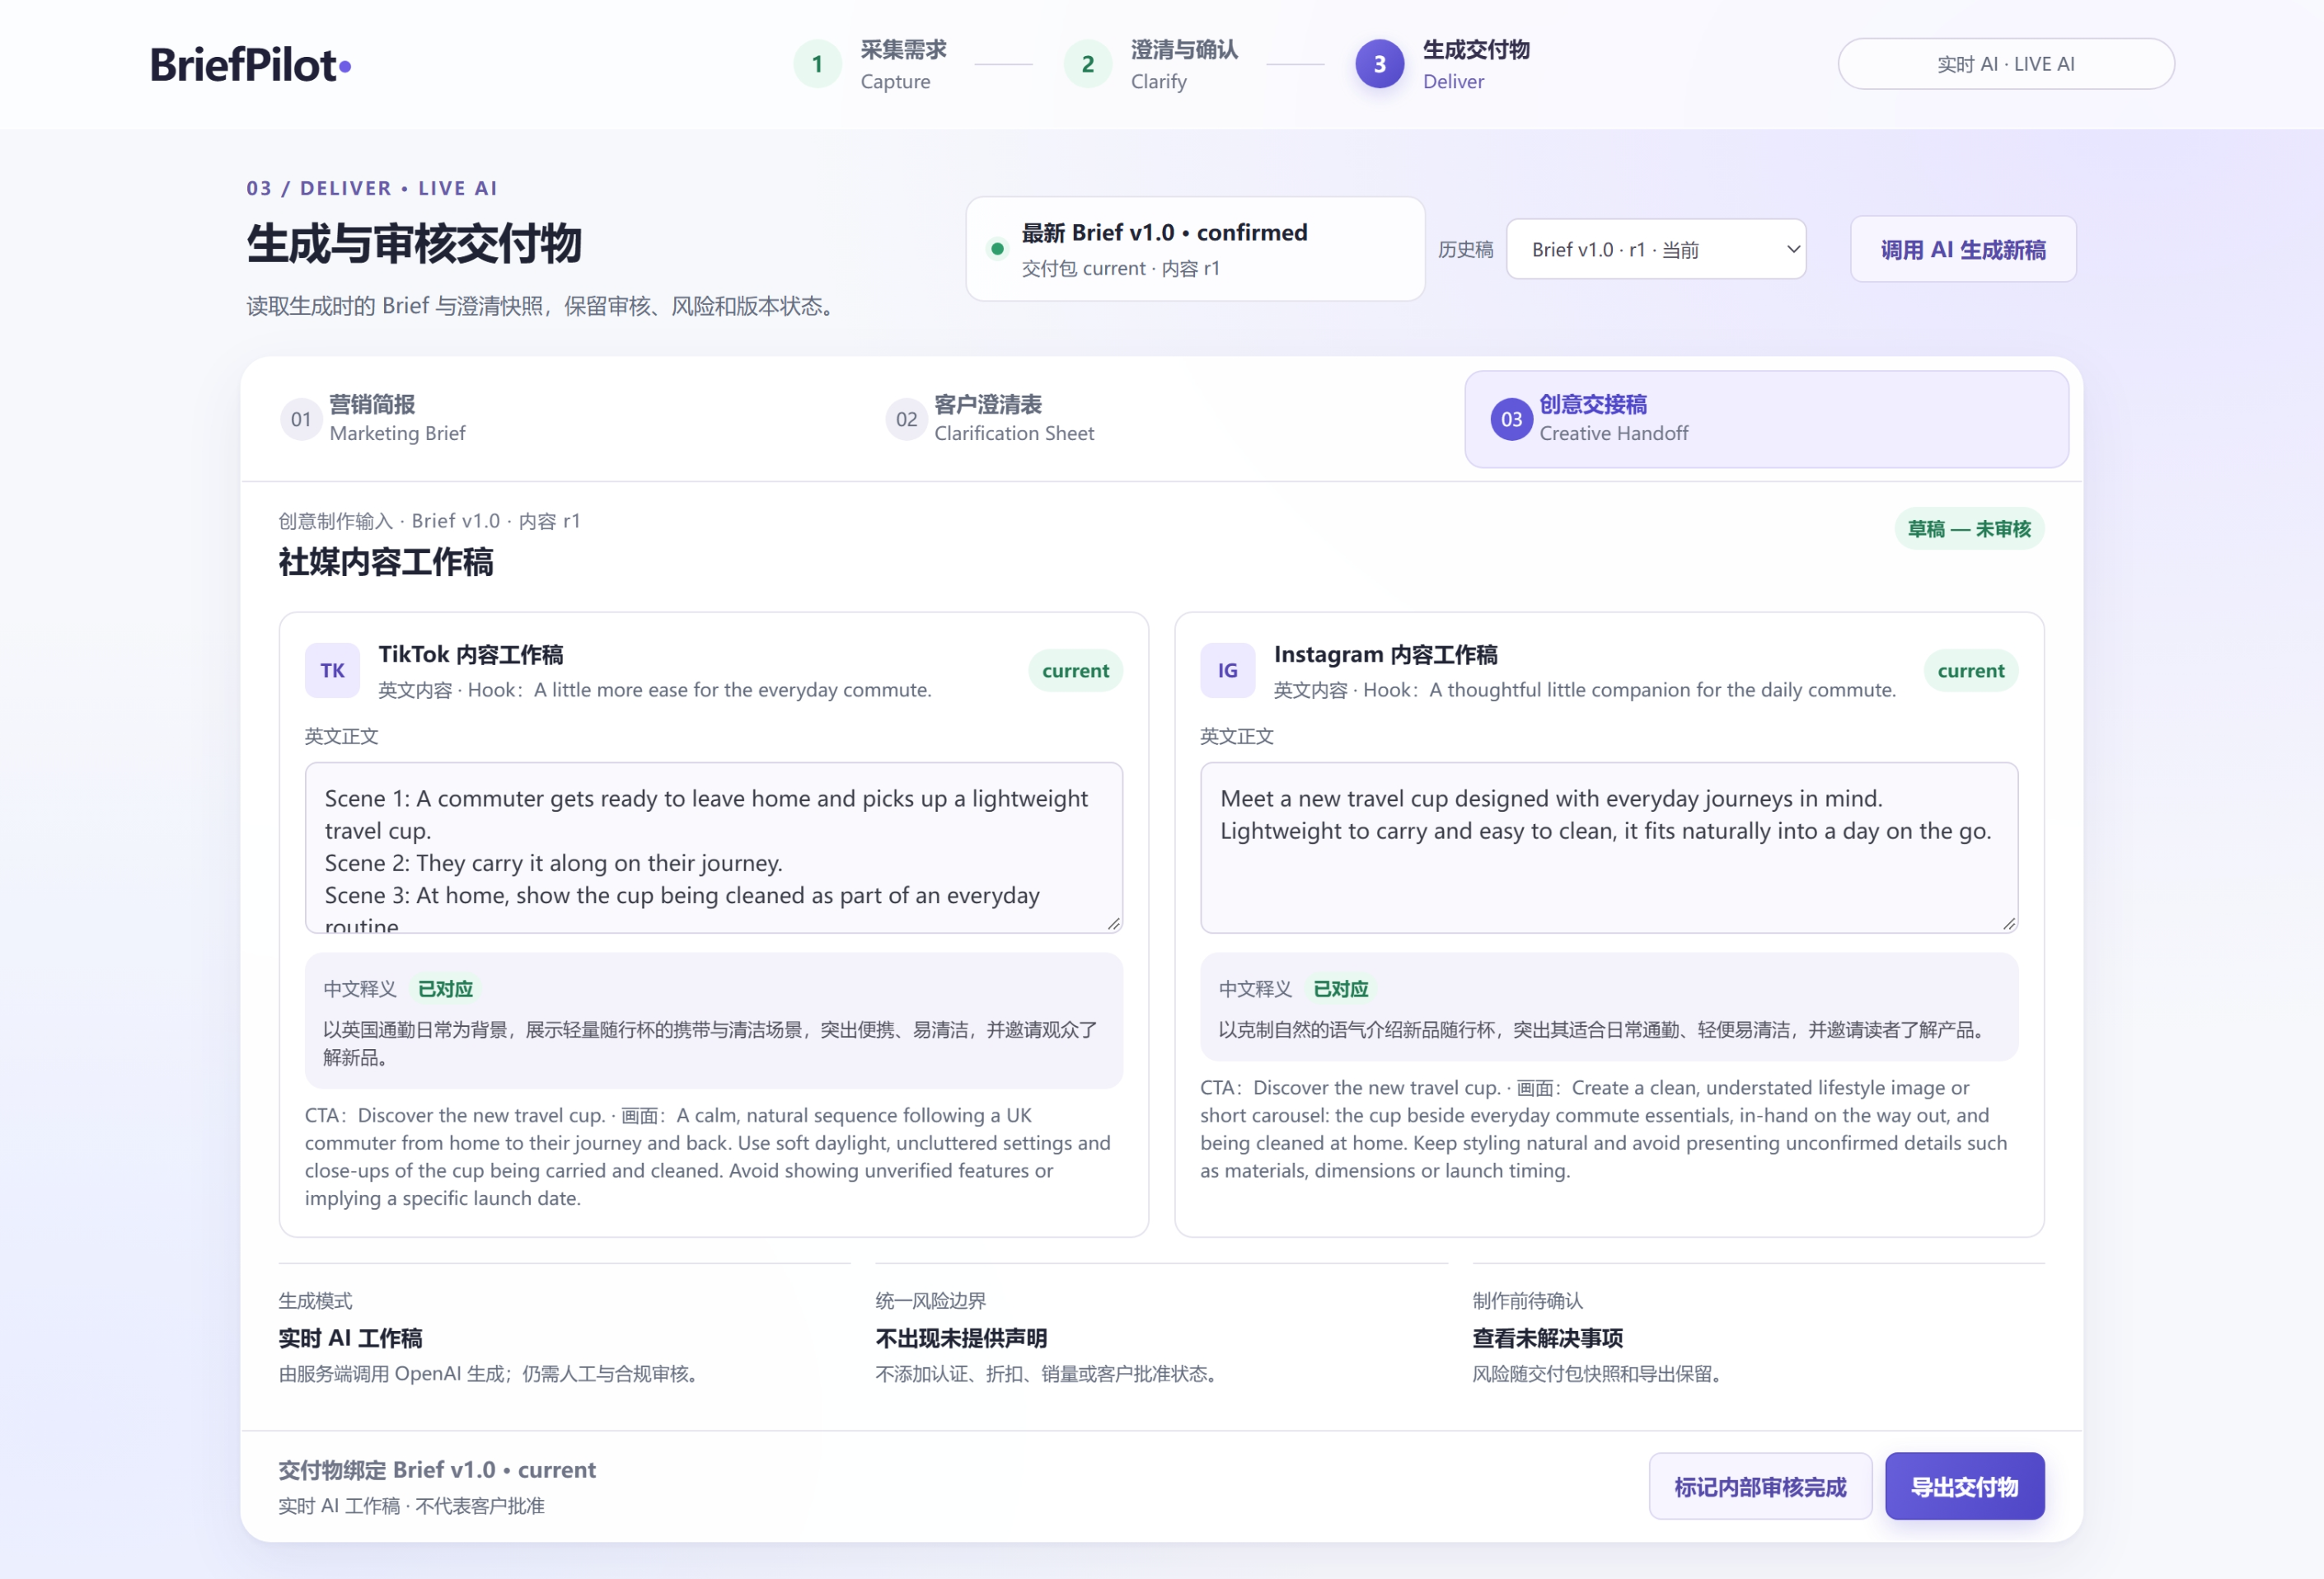 BriefPilot
1
采集需求
Capture
2
澄清与确认
Clarify
3
生成交付物
Deliver
实时 AI · LIVE AI
03 / DELIVER • LIVE AI
生成与审核交付物
读取生成时的 Brief 与澄清快照，保留审核、风险和版本状态。
最新 Brief v1.0 • confirmed
交付包 current · 内容 r1
历史稿
Brief v1.0 · r1 · 当前
调用 AI 生成新稿
01
营销简报
Marketing Brief
02
客户澄清表
Clarification Sheet
03
创意交接稿
Creative Handoff
创意制作输入 · Brief v1.0 · 内容 r1
社媒内容工作稿
草稿 — 未审核
TK
TikTok 内容工作稿
英文内容 · Hook：A little more ease for the everyday commute.
current
英文正文
Scene 1: A commuter gets ready to leave home and picks up a lightweight
travel cup.
Scene 2: They carry it along on their journey.
Scene 3: At home, show the cup being cleaned as part of an everyday
routine
中文释义 已对应
以英国通勤日常为背景，展示轻量随行杯的携带与清洁场景，突出便携、易清洁，并邀请观众了
解新品。
CTA：Discover the new travel cup. · 画面：A calm, natural sequence following a UK
commuter from home to their journey and back. Use soft daylight, uncluttered settings and
close-ups of the cup being carried and cleaned. Avoid showing unverified features or
implying a specific launch date.
IG
Instagram 内容工作稿
英文内容 · Hook：A thoughtful little companion for the daily commute.
current
英文正文
Meet a new travel cup designed with everyday journeys in mind.
Lightweight to carry and easy to clean, it fits naturally into a day on the go.
中文释义 已对应
以克制自然的语气介绍新品随行杯，突出其适合日常通勤、轻便易清洁，并邀请读者了解产品。
CTA：Discover the new travel cup. · 画面：Create a clean, understated lifestyle image or
short carousel: the cup beside everyday commute essentials, in-hand on the way out, and
being cleaned at home. Keep styling natural and avoid presenting unconfirmed details such
as materials, dimensions or launch timing.
生成模式
实时 AI 工作稿
由服务端调用 OpenAI 生成；仍需人工与合规审核。
统一风险边界
不出现未提供声明
不添加认证、折扣、销量或客户批准状态。
制作前待确认
查看未解决事项
风险随交付包快照和导出保留。
交付物绑定 Brief v1.0 • current
实时 AI 工作稿 · 不代表客户批准
标记内部审核完成
导出交付物